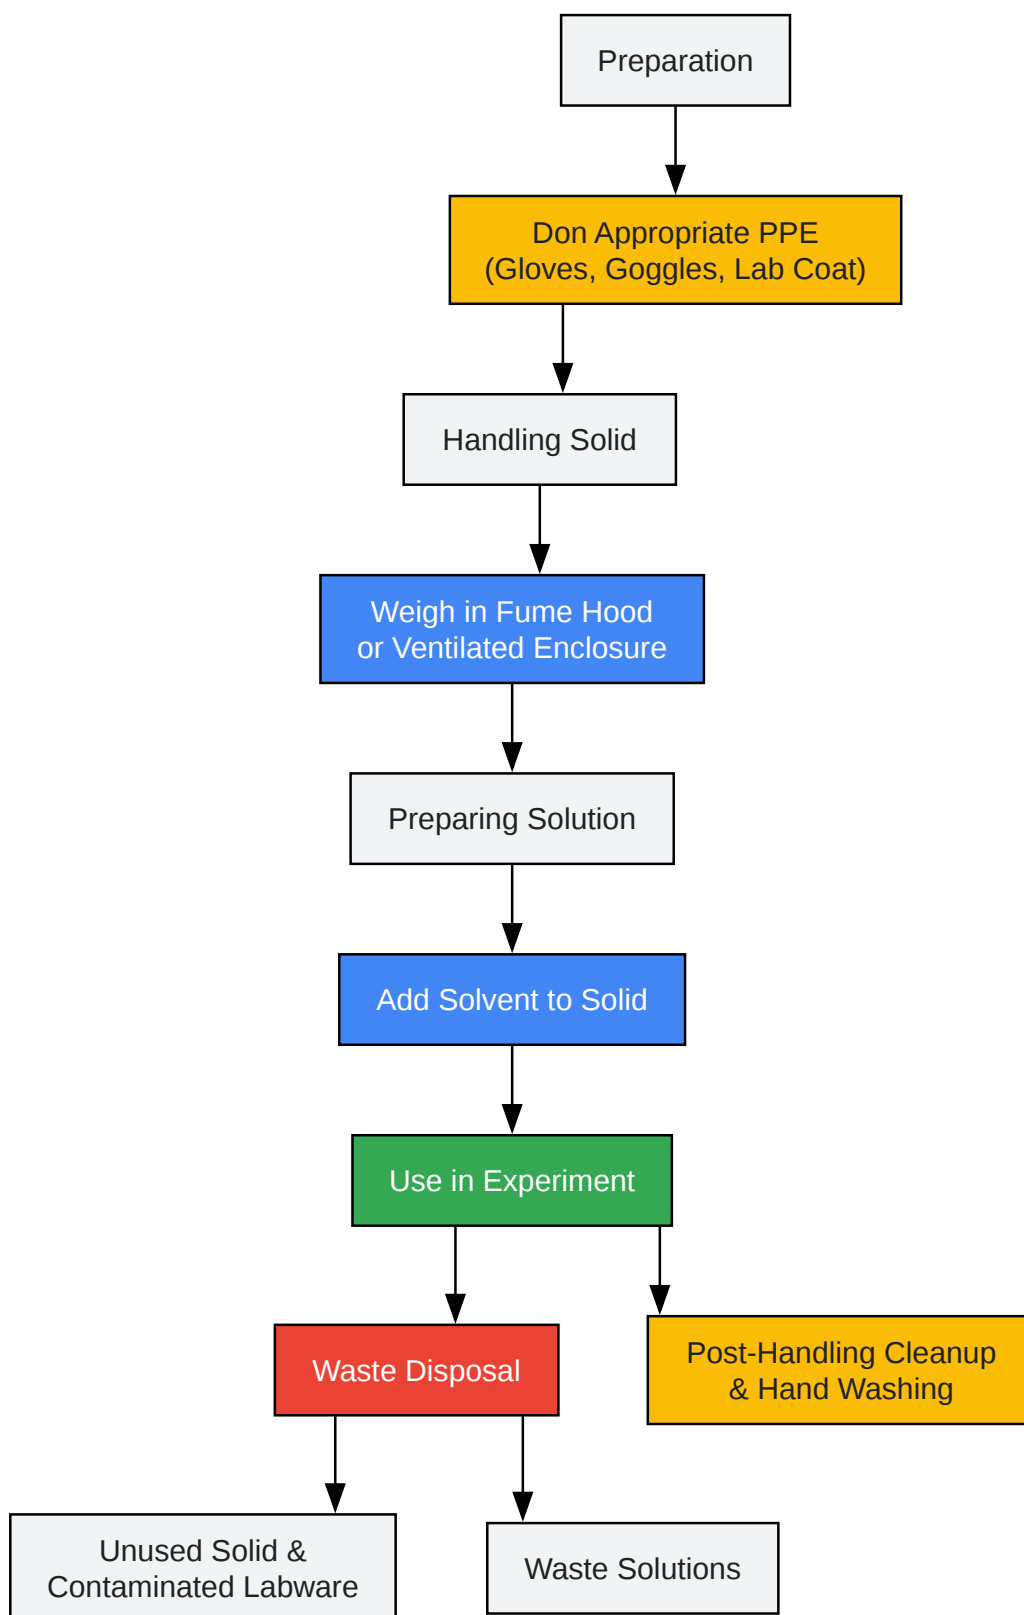 Preparation
Don Appropriate PPE
(Gloves, Goggles, Lab Coat)
Handling Solid
Weigh in Fume Hood
or Ventilated Enclosure
Preparing Solution
Add Solvent to Solid
Use in Experiment
Waste Disposal
Post-Handling Cleanup
& Hand Washing
Unused Solid &
Contaminated Labware
Waste Solutions